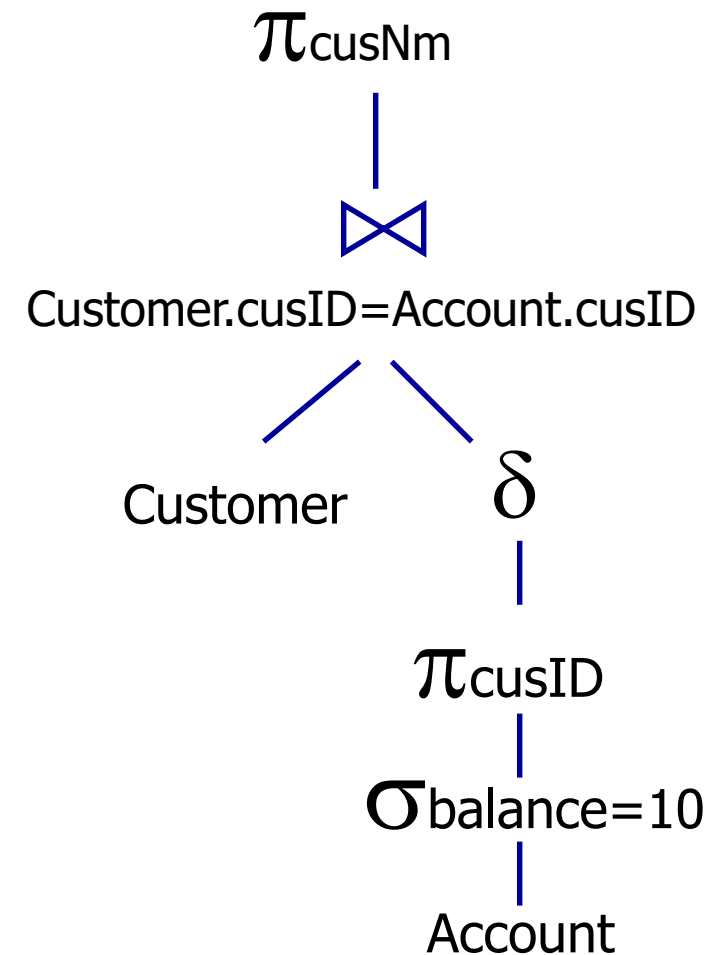 πcusNm
⋈
Customer.cusID=Account.cusID
Customer
δ
πcusID
σbalance=10
Account